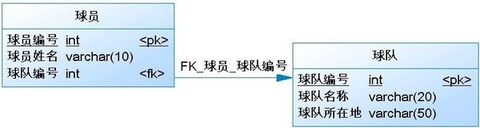 球员
球员编号 int <pk>
球员姓名 varchar(10)
球队编号 int <fk>
FK_球员_球队编号
球队
球队编号 int <pk>
球队名称 varchar(20)
球队所在地 varchar(50)